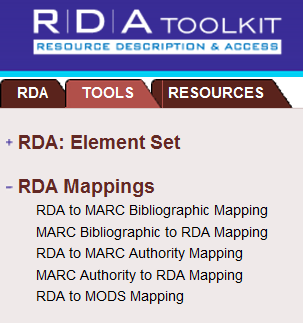 R|D|A TOOLKIT
RESOURCE DESCRIPTION & ACCESS
RDA TOOLS RESOURCES
+ RDA: Element Set
– RDA Mappings
RDA to MARC Bibliographic Mapping
MARC Bibliographic to RDA Mapping
RDA to MARC Authority Mapping
MARC Authority to RDA Mapping
RDA to MODS Mapping